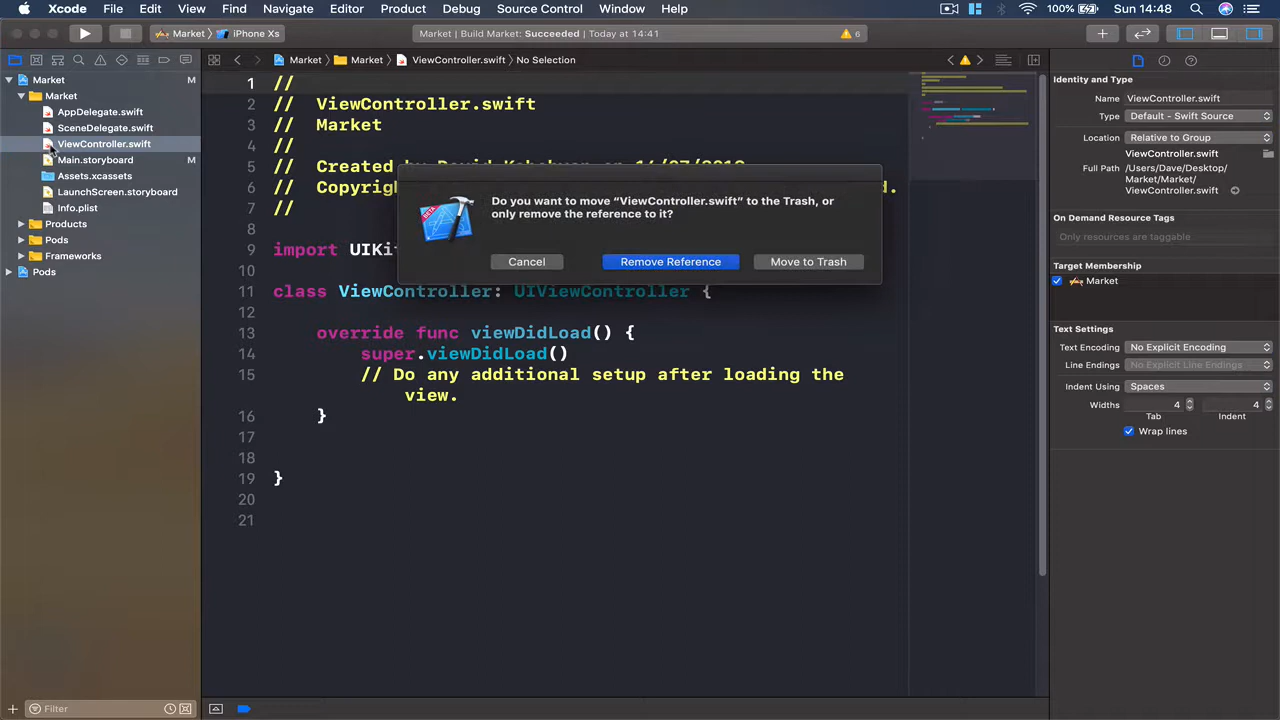 Xcode File Edit View Find Navigate Editor Product Debug Source Control Window Help 100% Sun 14:48
Market iPhone Xs Market | Build Market: Succeeded | Today at 14:41 6
Market Market ViewController.swift No Selection
Market M
Market
AppDelegate.swift
SceneDelegate.swift
ViewController.swift
Main.storyboard M
Assets.xcassets
LaunchScreen.storyboard
Info.plist
Products
Pods
Frameworks
Pods
Filter
1 //
2 // ViewController.swift
3 // Market
4 //
5 // Created by
6 // Copyrigh d.
7 //
8
9 import UIKi
10
11 class ViewController: UIViewController {
12
13 override func viewDidLoad() {
14 super.viewDidLoad()
15 // Do any additional setup after loading the
view.
16 }
17
18
19 }
20
21
BETA
Do you want to move “ViewController.swift” to the Trash, or
only remove the reference to it?
Cancel Remove Reference Move to Trash
Identity and Type
Name ViewController.swift
Type Default - Swift Source
Location Relative to Group
ViewController.swift
Full Path /Users/Dave/Desktop/
Market/Market/
ViewController.swift
On Demand Resource Tags
Only resources are taggable
Target Membership
Market
Text Settings
Text Encoding No Explicit Encoding
Line Endings No Explicit Line Endings
Indent Using Spaces
Widths 4 4
Tab Indent
Wrap lines